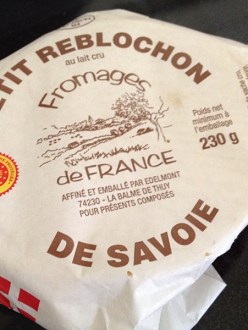 PETIT REBLOCHON
au lait cru
Fromages
de FRANCE
Poids net
minimum à
l'emballage
230 g
AFFINÉ ET EMBALLÉ PAR EDELMONT
74230 - LA BALME DE THUY
POUR PRÉSENTS COMPOSÉS
DE SAVOIE